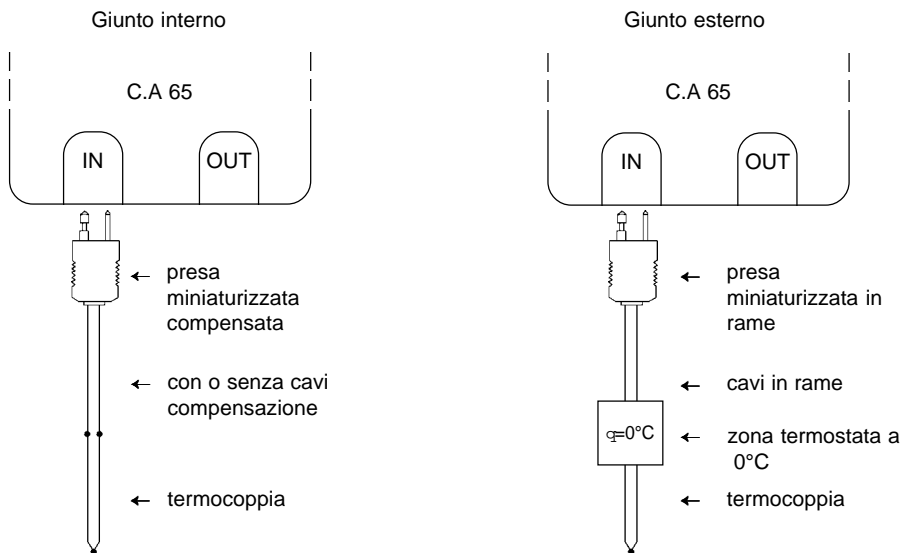 Giunto interno
C.A 65
IN
OUT
presa
miniaturizzata
compensata
con o senza cavi
compensazione
termocoppia
Giunto esterno
C.A 65
IN
OUT
presa
miniaturizzata in
rame
cavi in rame
=0°C
zona termostata a
0°C
termocoppia